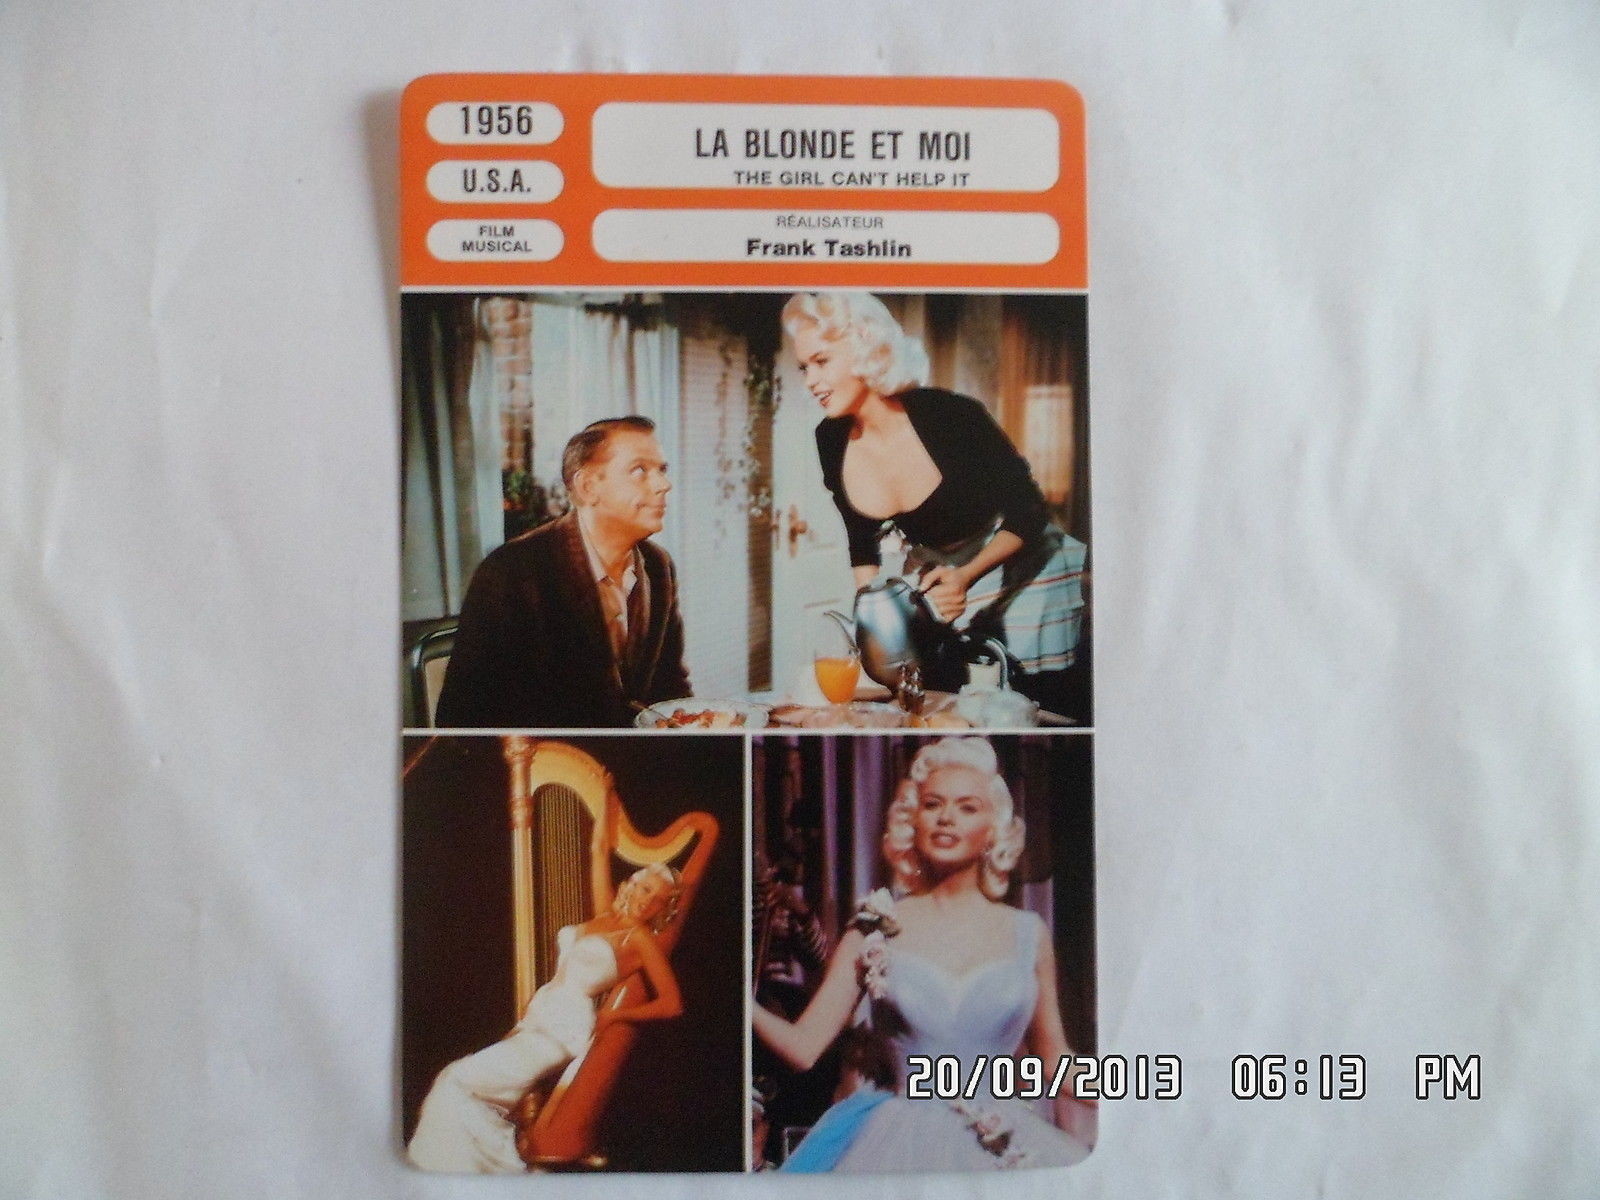 1956
U.S.A.
FILM
MUSICAL
LA BLONDE ET MOI
THE GIRL CAN'T HELP IT
RÉALISATEUR
Frank Tashlin
20/09/2013 06:13 PM